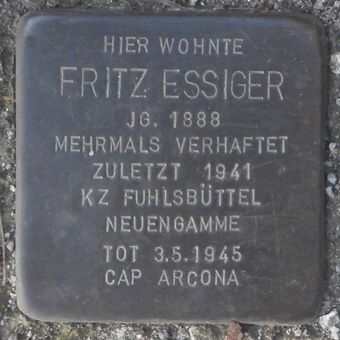 HIER WOHNTE
FRITZ ESSIGER
JG. 1888
MEHRMALS VERHAFTET
ZULETZT 1941
KZ FUHLSBÜTTEL
NEUENGAMME
TOT 3.5.1945
CAP ARCONA